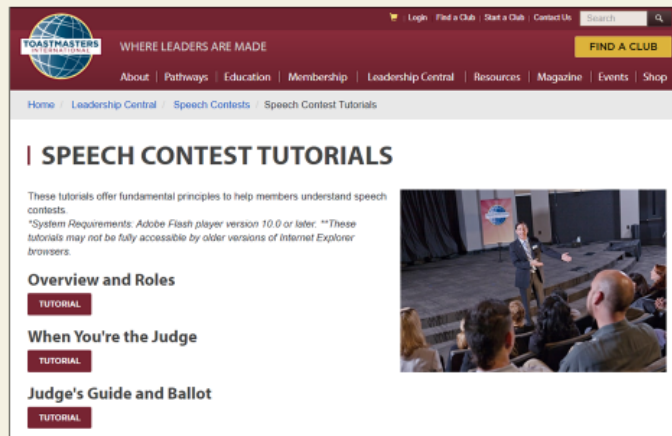 Login | Find a Club | Start a Club | Contact Us
Search
TOASTMASTERS
INTERNATIONAL
WHERE LEADERS ARE MADE
FIND A CLUB
About | Pathways | Education | Membership | Leadership Central | Resources | Magazine | Events | Shop
Home / Leadership Central / Speech Contests / Speech Contest Tutorials
SPEECH CONTEST TUTORIALS
These tutorials offer fundamental principles to help members understand speech
contests.
*System Requirements: Adobe Flash player version 10.0 or later. **These
tutorials may not be fully accessible by older versions of Internet Explorer
browsers.
Overview and Roles
TUTORIAL
When You're the Judge
TUTORIAL
Judge's Guide and Ballot
TUTORIAL